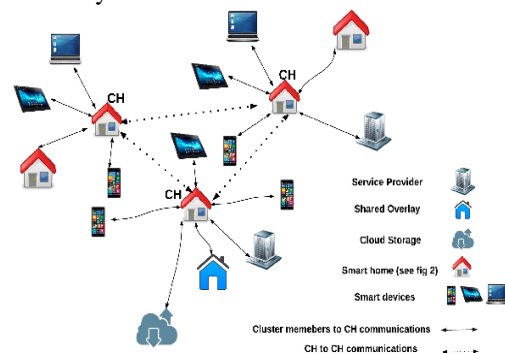 CH
CH
CH
Service Provider
Shared Overlay
Cloud Storage
Smart home (see fig 2)
Smart devices
Cluster memebers to CH communications
CH to CH communications